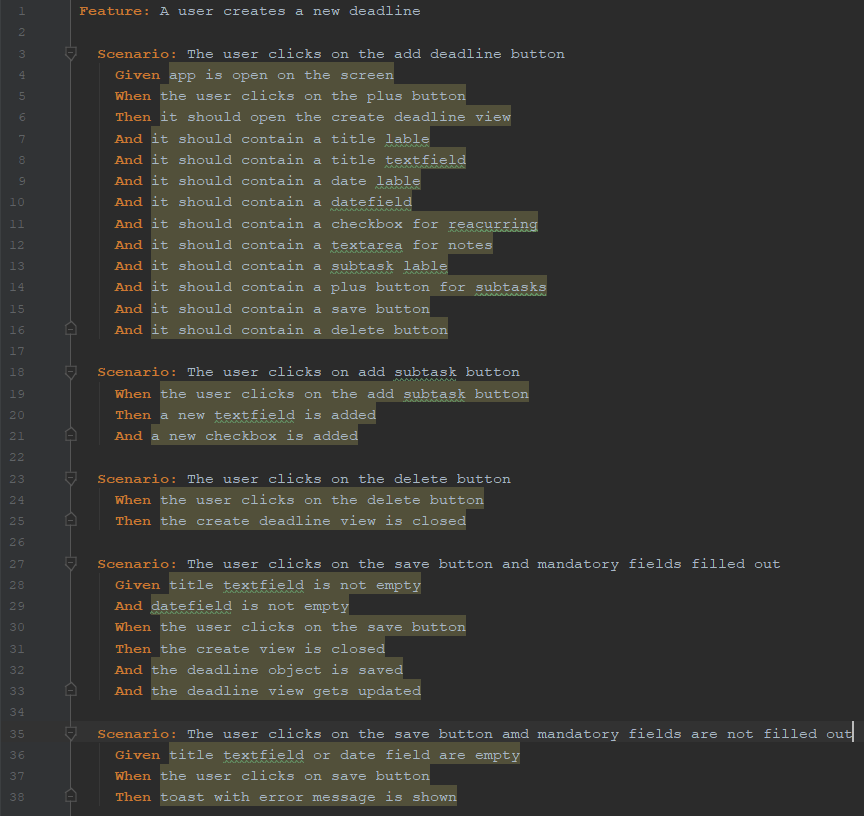 1 Feature: A user creates a new deadline
2
3 Scenario: The user clicks on the add deadline button
4 Given app is open on the screen
5 When the user clicks on the plus button
6 Then it should open the create deadline view
7 And it should contain a title lable
8 And it should contain a title textfield
9 And it should contain a date lable
10 And it should contain a datefield
11 And it should contain a checkbox for reacurring
12 And it should contain a textarea for notes
13 And it should contain a subtask lable
14 And it should contain a plus button for subtasks
15 And it should contain a save button
16 And it should contain a delete button
17
18 Scenario: The user clicks on add subtask button
19 When the user clicks on the add subtask button
20 Then a new textfield is added
21 And a new checkbox is added
22
23 Scenario: The user clicks on the delete button
24 When the user clicks on the delete button
25 Then the create deadline view is closed
26
27 Scenario: The user clicks on the save button and mandatory fields filled out
28 Given title textfield is not empty
29 And datefield is not empty
30 When the user clicks on the save button
31 Then the create view is closed
32 And the deadline object is saved
33 And the deadline view gets updated
34
35 Scenario: The user clicks on the save button amd mandatory fields are not filled out
36 Given title textfield or date field are empty
37 When the user clicks on save button
38 Then toast with error message is shown